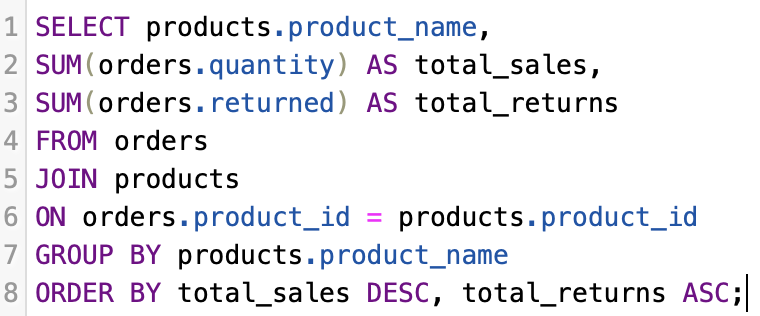 1 SELECT products.product_name,
2 SUM(orders.quantity) AS total_sales,
3 SUM(orders.returned) AS total_returns
4 FROM orders
5 JOIN products
6 ON orders.product_id = products.product_id
7 GROUP BY products.product_name
8 ORDER BY total_sales DESC, total_returns ASC;